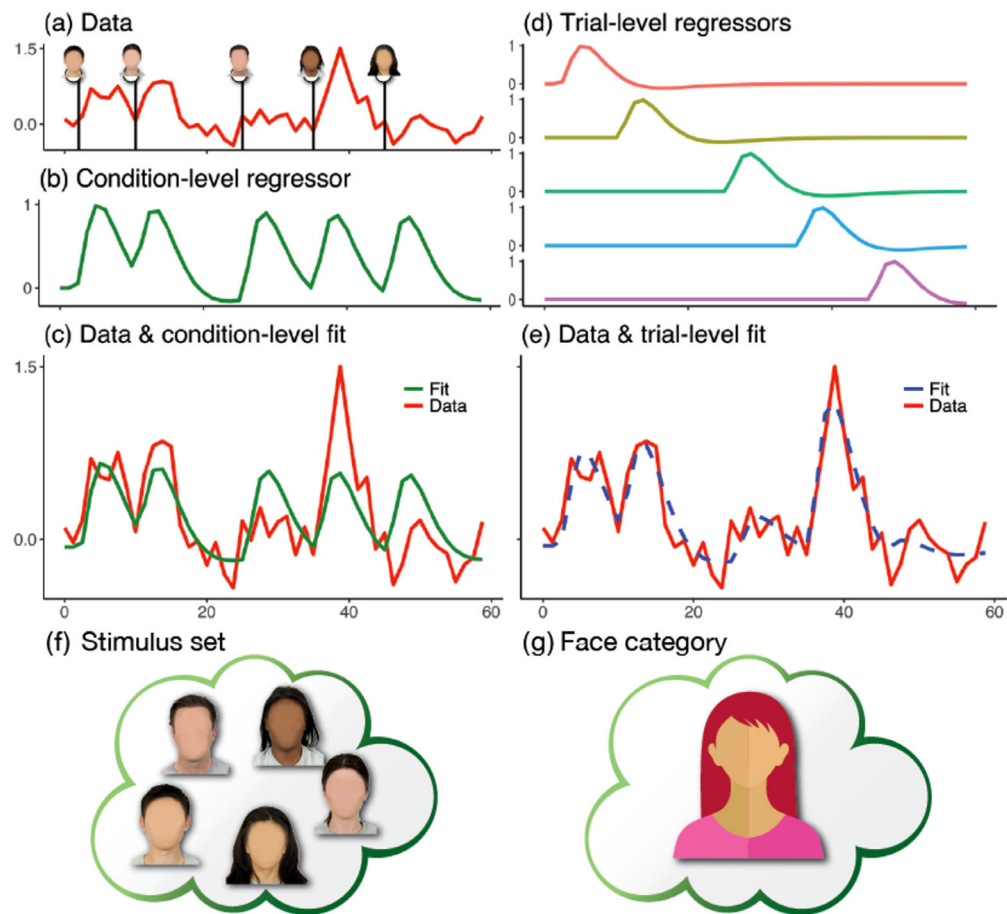 (a) Data
1.5
0.0
(b) Condition-level regressor
1
0
(c) Data & condition-level fit
1.5
Fit
Data
0.0
0
20
40
60
(d) Trial-level regressors
1
0
1
0
1
0
1
0
1
0
(e) Data & trial-level fit
Fit
Data
0
20
40
60
(f) Stimulus set
(g) Face category